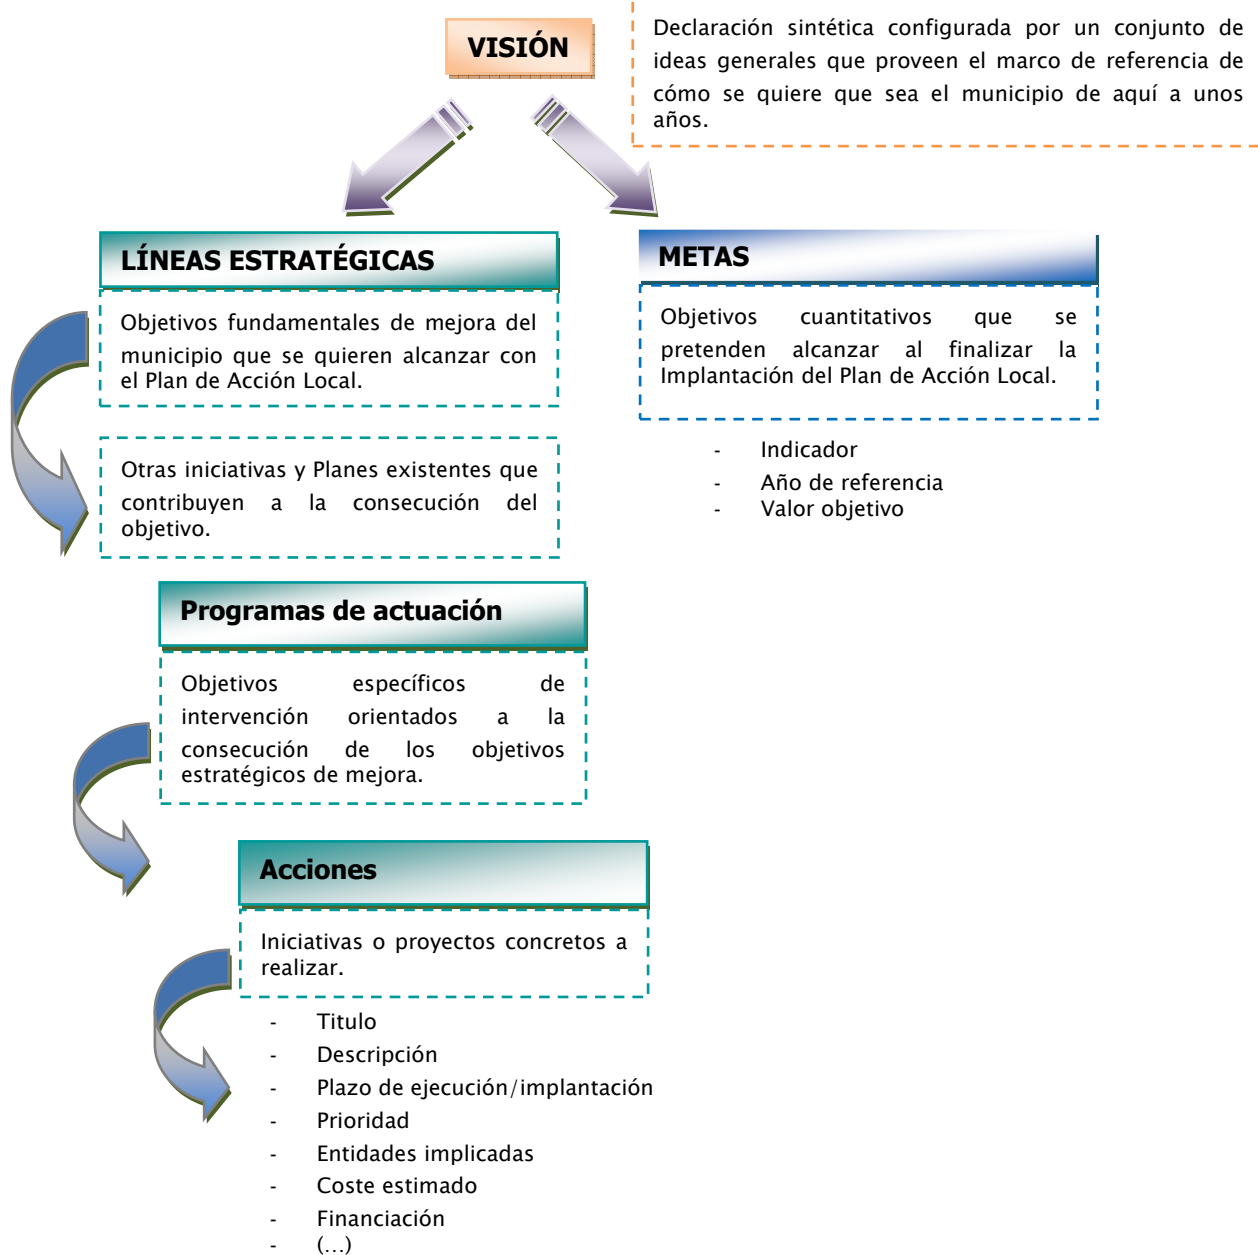 VISIÓN
Declaración sintética configurada por un conjunto de
ideas generales que proveen el marco de referencia de
cómo se quiere que sea el municipio de aquí a unos
años.
LÍNEAS ESTRATÉGICAS
Objetivos fundamentales de mejora del
municipio que se quieren alcanzar con
el Plan de Acción Local.
Otras iniciativas y Planes existentes que
contribuyen a la consecución del
objetivo.
METAS
Objetivos cuantitativos que se
pretenden alcanzar al finalizar la
Implantación del Plan de Acción Local.
- Indicador
- Año de referencia
- Valor objetivo
Programas de actuación
Objetivos específicos de
intervención orientados a la
consecución de los objetivos
estratégicos de mejora.
Acciones
Iniciativas o proyectos concretos a
realizar.
- Titulo
- Descripción
- Plazo de ejecución/implantación
- Prioridad
- Entidades implicadas
- Coste estimado
- Financiación
- (...)